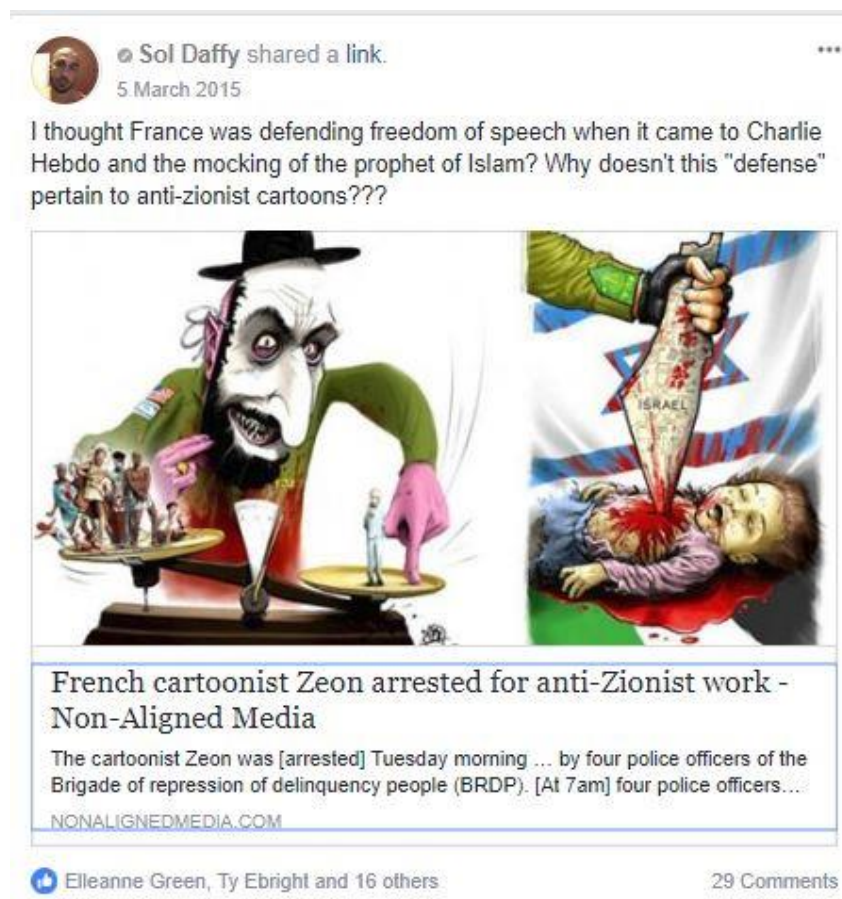 Sol Daffy shared a link.
5 March 2015
I thought France was defending freedom of speech when it came to Charlie
Hebdo and the mocking of the prophet of Islam? Why doesn't this "defense"
pertain to anti-zionist cartoons???
ISRAEL
French cartoonist Zeon arrested for anti-Zionist work -
Non-Aligned Media
The cartoonist Zeon was [arrested] Tuesday morning ... by four police officers of the
Brigade of repression of delinquency people (BRDP). [At 7am] four police officers...
NONALIGNEDMEDIA.COM
Elleanne Green, Ty Ebright and 16 others
29 Comments